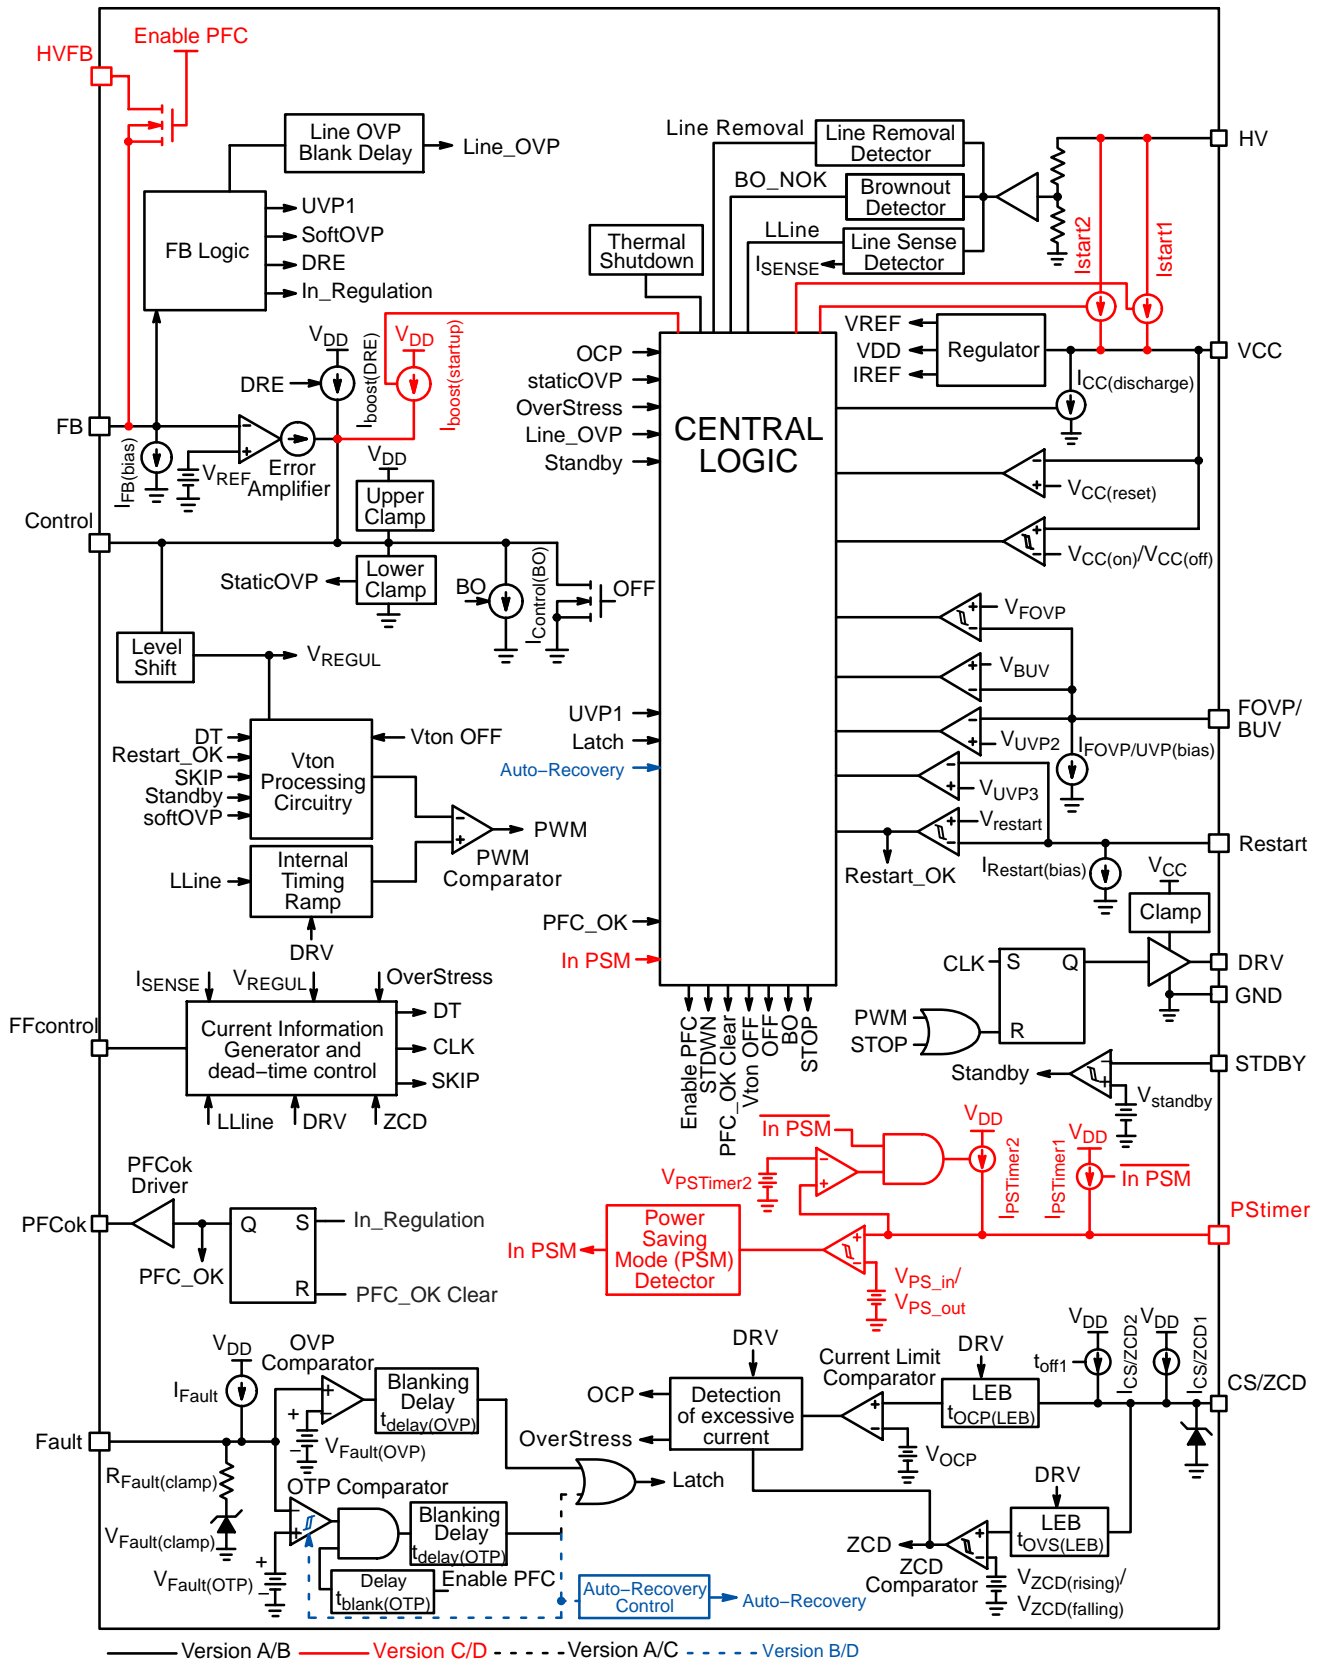 HVFB
Enable PFC
Line OVP
Blank Delay
Line_OVP
FB Logic
UVP1
SoftOVP
DRE
In_Regulation
Line Removal
Line Removal
Detector
BO_NOK
Brownout
Detector
LLine
Line Sense
Detector
ISENSE
Thermal
Shutdown
HV
Istart2
Istart1
VREF
VDD
IREF
Regulator
VCC
ICC(discharge)
VDD
DRE
Iboost(DRE)
VDD
Iboost(startup)
FB
IFB(bias)
VREF
Error
Amplifier
VDD
Upper
Clamp
Lower
Clamp
StaticOVP
Control
BO
IControl(BO)
OFF
OCP
staticOVP
OverStress
Line_OVP
Standby
CENTRAL
LOGIC
VCC(reset)
VCC(on)/VCC(off)
VFOVP
VBUV
VUVP2
FOVP/
BUV
IFOVP/UVP(bias)
VUVP3
Vrestart
Restart
IRestart(bias)
Restart_OK
Level
Shift
VREGUL
DT
Restart_OK
SKIP
Standby
softOVP
Vton
Processing
Circuitry
Vton OFF
UVP1
Latch
Auto−Recovery
PWM
PWM
Comparator
LLine
Internal
Timing
Ramp
DRV
PFC_OK
In PSM
VCC
Clamp
CLK
S
Q
R
DRV
GND
PWM
STOP
ISENSE
VREGUL
OverStress
FFcontrol
Current Information
Generator and
dead−time control
DT
CLK
SKIP
LLline
DRV
ZCD
Enable PFC
STDWN
PFC_OK Clear
Vton OFF
OFF
BO
STOP
STDBY
Standby
Vstandby
In PSM
VDD
IPSTimer2
VPSTimer2
VDD
IPSTimer1
In PSM
PStimer
Power
Saving
Mode (PSM)
Detector
In PSM
VPS_in/
VPS_out
PFCok
Driver
PFCok
PFC_OK
Q
S
R
In_Regulation
PFC_OK Clear
VDD
IFault
OVP
Comparator
Blanking
Delay
tdelay(OVP)
+
−
VFault(OVP)
Fault
RFault(clamp)
VFault(clamp)
OTP Comparator
Blanking
Delay
tdelay(OTP)
+
−
VFault(OTP)
Delay
tblank(OTP)
Enable PFC
Latch
Auto−Recovery
Control
Auto−Recovery
DRV
OCP
OverStress
Detection
of excessive
current
Current Limit
Comparator
VOCP
DRV
LEB
tOCP(LEB)
VDD
toff1
ICS/ZCD2
VDD
ICS/ZCD1
CS/ZCD
DRV
LEB
tOVS(LEB)
ZCD
ZCD
Comparator
VZCD(rising)/
VZCD(falling)
Version A/B
Version C/D
Version A/C
Version B/D